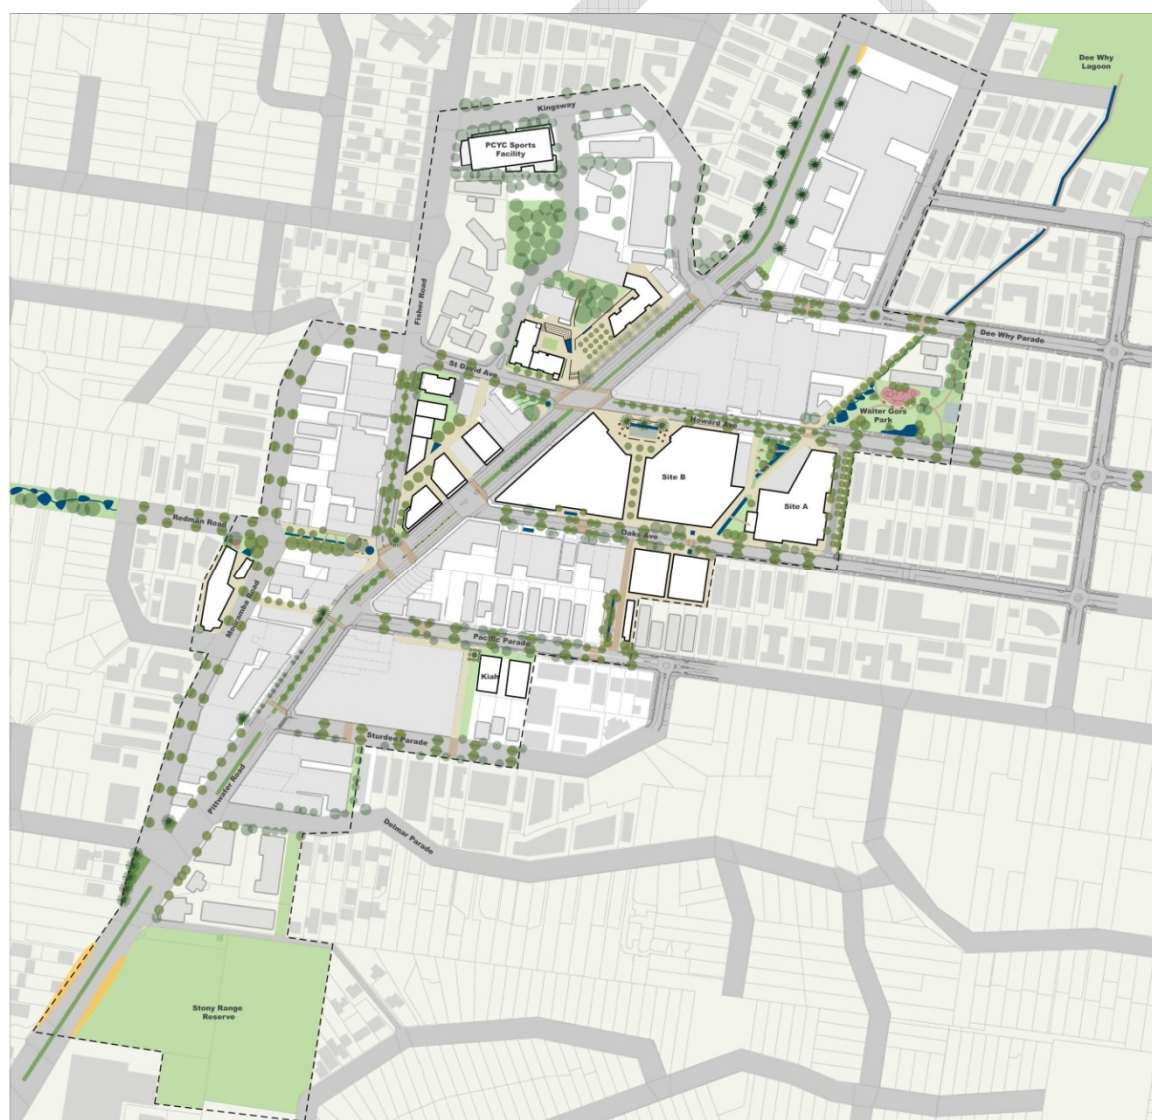 Dee Why
Lagoon
Kingsway
PCYC Sports
Facility
Fisher Road
Dee Why Parade
St David Ave
Walter Gors
Park
Howard Ave
Site B
Site A
Redman Road
Oaks Ave
Mooramba Road
Pacific Parade
Kiah
Sturdee Parade
Pittwater Road
Delmar Parade
Stony Range
Reserve